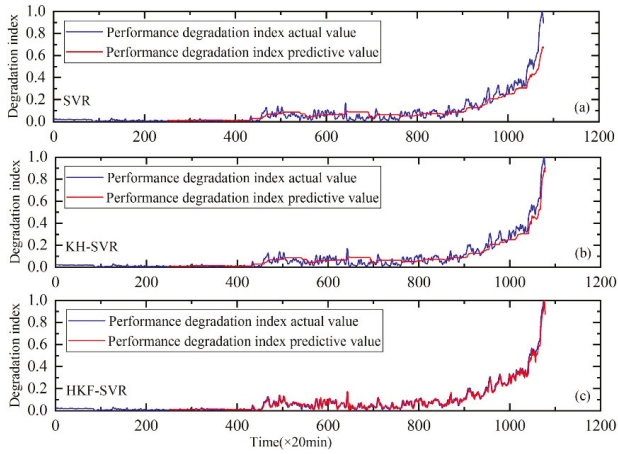 Degradation index
1.0
0.8
0.6
0.4
0.2
0.0
Performance degradation index actual value
Performance degradation index predictive value
SVR
(a)
0 200 400 600 800 1000 1200
Degradation index
1.0
0.8
0.6
0.4
0.2
0.0
Performance degradation index actual value
Performance degradation index predictive value
KH-SVR
(b)
0 200 400 600 800 1000 1200
Degradation index
1.0
0.8
0.6
0.4
0.2
0.0
Performance degradation index actual value
Performance degradation index predictive value
HKF-SVR
(c)
0 200 400 600 800 1000 1200
Time(×20min)